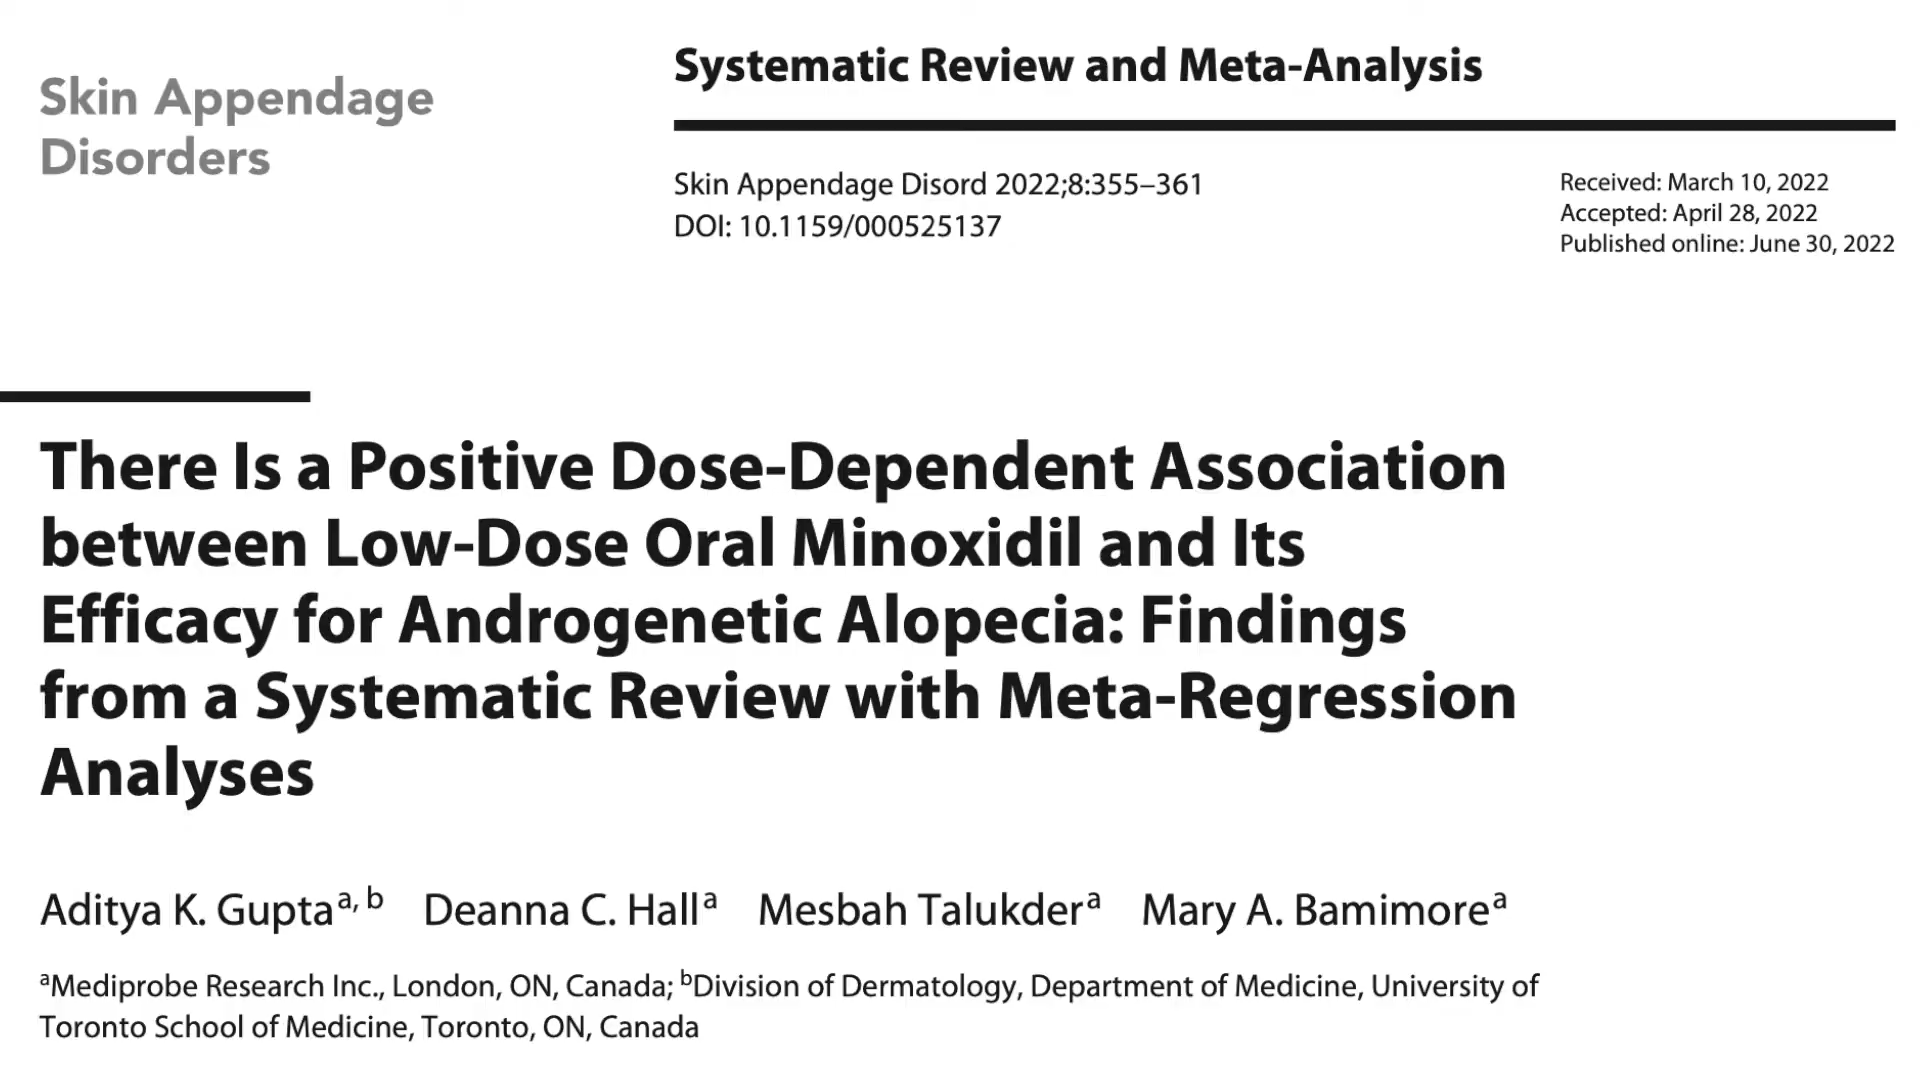 Skin Appendage
Disorders
Systematic Review and Meta-Analysis
Skin Appendage Disord 2022;8:355–361
DOI: 10.1159/000525137
Received: March 10, 2022
Accepted: April 28, 2022
Published online: June 30, 2022
There Is a Positive Dose-Dependent Association
between Low-Dose Oral Minoxidil and Its
Efficacy for Androgenetic Alopecia: Findings
from a Systematic Review with Meta-Regression
Analyses
Aditya K. Gupta a, b Deanna C. Hall a Mesbah Talukder a Mary A. Bamimore a
aMediprobe Research Inc., London, ON, Canada; bDivision of Dermatology, Department of Medicine, University of
Toronto School of Medicine, Toronto, ON, Canada